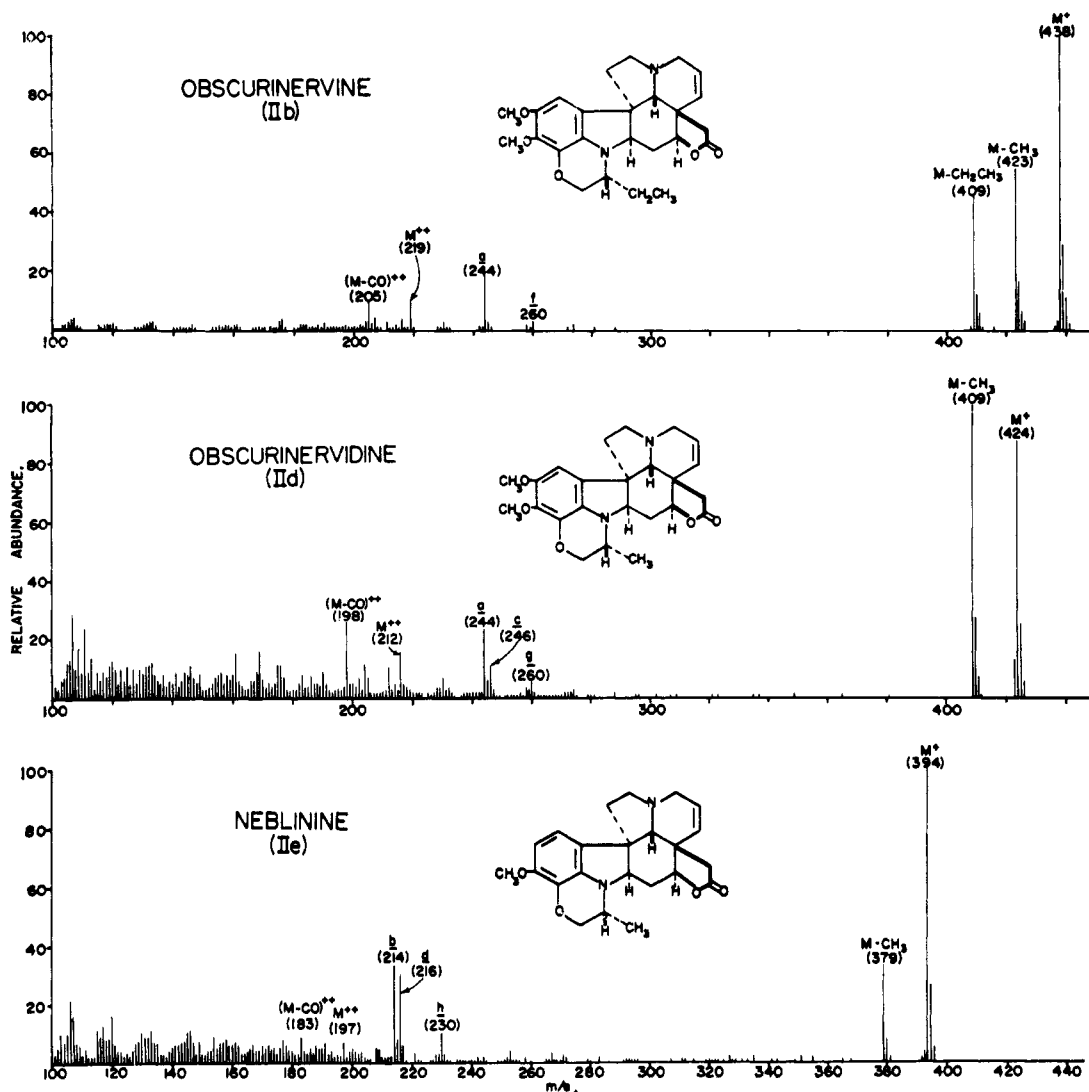 100
80
60
40
20
OBSCURINERVINE
(IIb)
CH₃O
CH₃O
O
N
N
H
H
H
H
O
O
CH₂CH₃
M⁺
(438)
M-CH₃
(423)
M-CH₂CH₃
(409)
M⁺⁺
(219)
(M-CO)⁺⁺
(205)
a
(244)
f
260
100
200
300
400
100
80
60
40
20
OBSCURINERVIDINE
(IId)
CH₃O
CH₃O
O
N
N
H
H
H
H
O
O
CH₃
M-CH₃
(409)
M⁺
(424)
(M-CO)⁺⁺
(198)
M⁺⁺
(212)
a
(244)
c
(246)
g
(260)
100
200
300
400
RELATIVE ABUNDANCE.
100
80
60
40
20
NEBLININE
(IIe)
CH₃O
O
N
N
H
H
H
H
O
O
CH₃
M⁺
(394)
M-CH₃
(379)
b
(214)
d
(216)
(M-CO)⁺⁺
(183)
M⁺⁺
(197)
h
(230)
100 120 140 160 180 200 220 240 260 280 300 320 340 360 380 400 420 440
m/e.